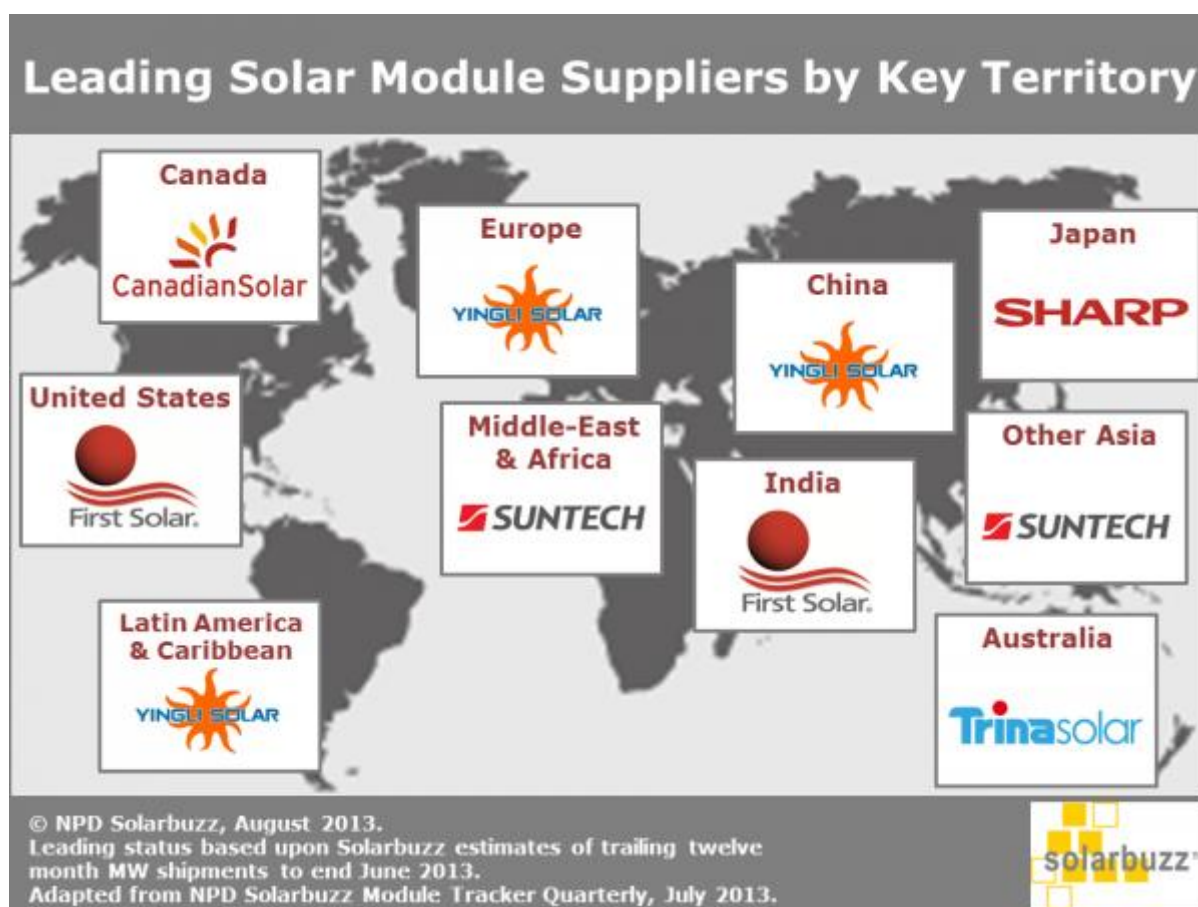 Leading Solar Module Suppliers by Key Territory
Canada
CanadianSolar
Europe
YINGLI SOLAR
China
YINGLI SOLAR
Japan
SHARP
United States
First Solar.
Middle-East
& Africa
SUNTECH
India
First Solar.
Other Asia
SUNTECH
Latin America
& Caribbean
YINGLI SOLAR
Australia
Trinasolar
© NPD Solarbuzz, August 2013.
Leading status based upon Solarbuzz estimates of trailing twelve
month MW shipments to end June 2013.
Adapted from NPD Solarbuzz Module Tracker Quarterly, July 2013.
solarbuzz™